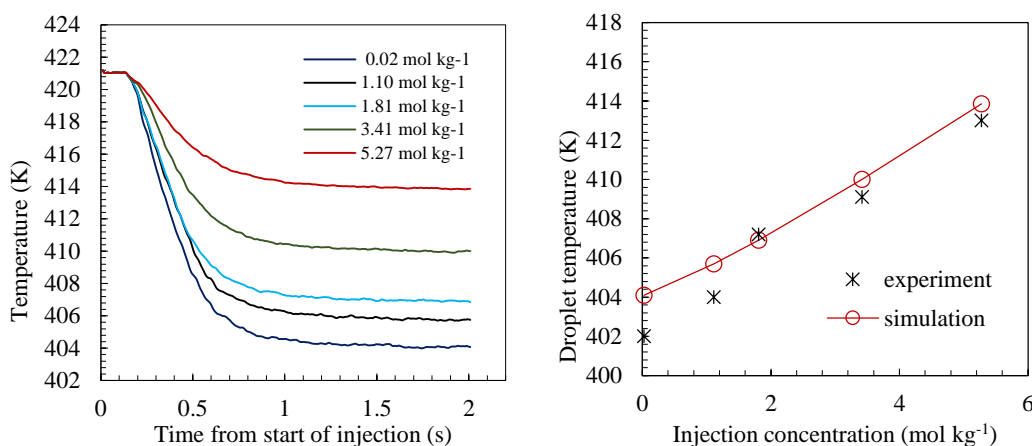 424
422
420
418
416
414
412
410
408
406
404
402
Temperature (K)
0
0.5
1
1.5
2
Time from start of injection (s)
0.02 mol kg-1
1.10 mol kg-1
1.81 mol kg-1
3.41 mol kg-1
5.27 mol kg-1
418
416
414
412
410
408
406
404
402
400
Droplet temperature (K)
0
2
4
6
Injection concentration (mol kg⁻¹)
experiment
simulation